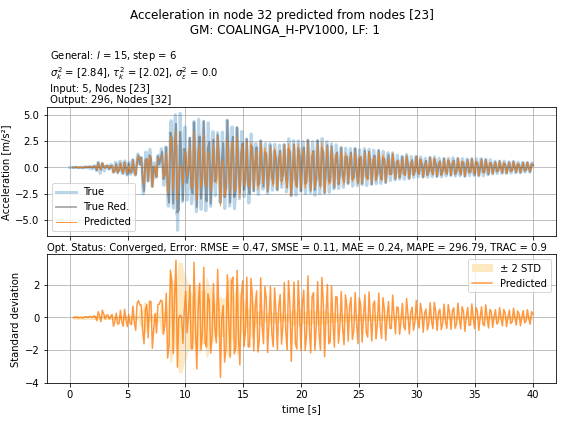 Acceleration in node 32 predicted from nodes [23]
GM: COALINGA_H-PV1000, LF: 1
General: l = 15, step = 6
σ²ₖ = [2.84], τ²ₖ = [2.02], σ²ₑ = 0.0
Input: 5, Nodes [23]
Output: 296, Nodes [32]
Acceleration [m/s²]
5.0
2.5
0.0
−2.5
−5.0
True
True Red.
Predicted
Opt. Status: Converged, Error: RMSE = 0.47, SMSE = 0.11, MAE = 0.24, MAPE = 296.79, TRAC = 0.9
Standard deviation
2
0
−2
−4
± 2 STD
Predicted
0 5 10 15 20 25 30 35 40
time [s]